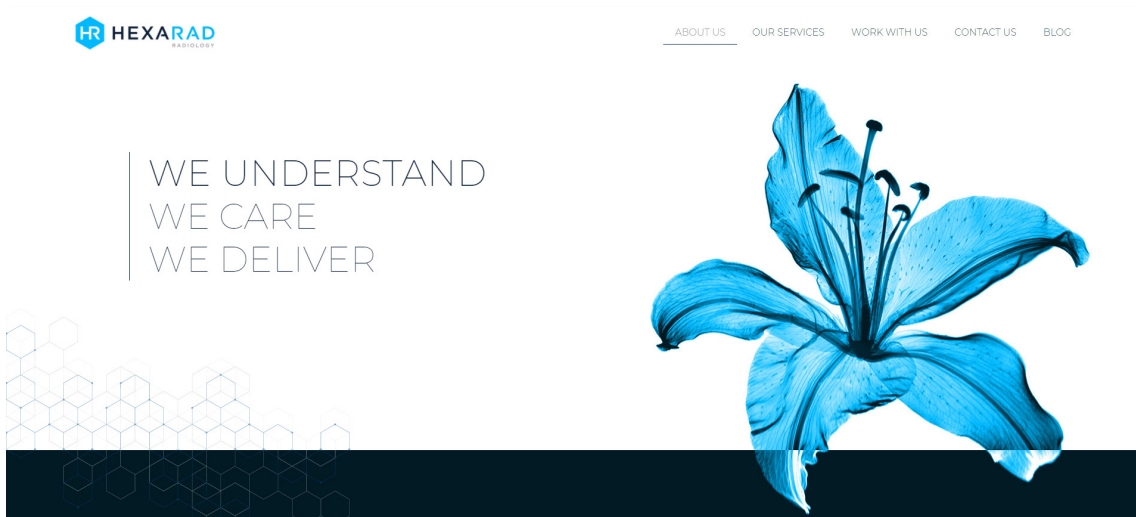 HR HEXARAD
RADIOLOGY
ABOUT US OUR SERVICES WORK WITH US CONTACT US BLOG
WE UNDERSTAND
WE CARE
WE DELIVER